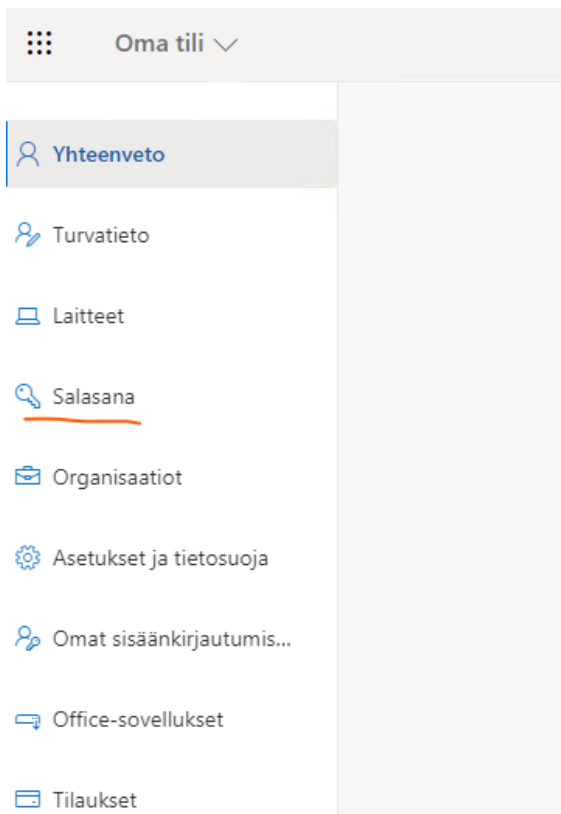 Oma tili
Yhteenveto
Turvatieto
Laitteet
Salasana
Organisaatiot
Asetukset ja tietosuoja
Omat sisäänkirjautumis...
Office-sovellukset
Tilaukset